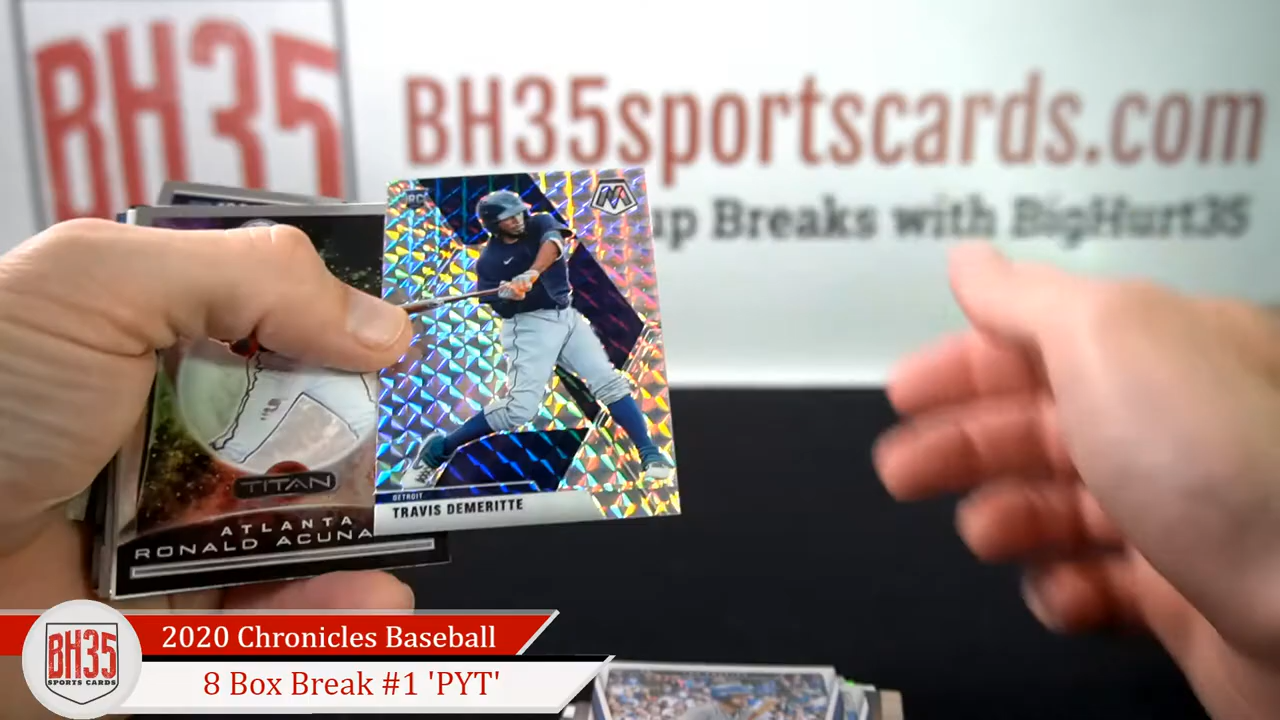 BH35
BH35sportscards.com
up Breaks with BigHurt35
RC
TITAN
ATLANTA
RONALD ACUNA
DETROIT
TRAVIS DEMERITTE
BH35
SPORTS CARDS
2020 Chronicles Baseball
8 Box Break #1 'PYT'